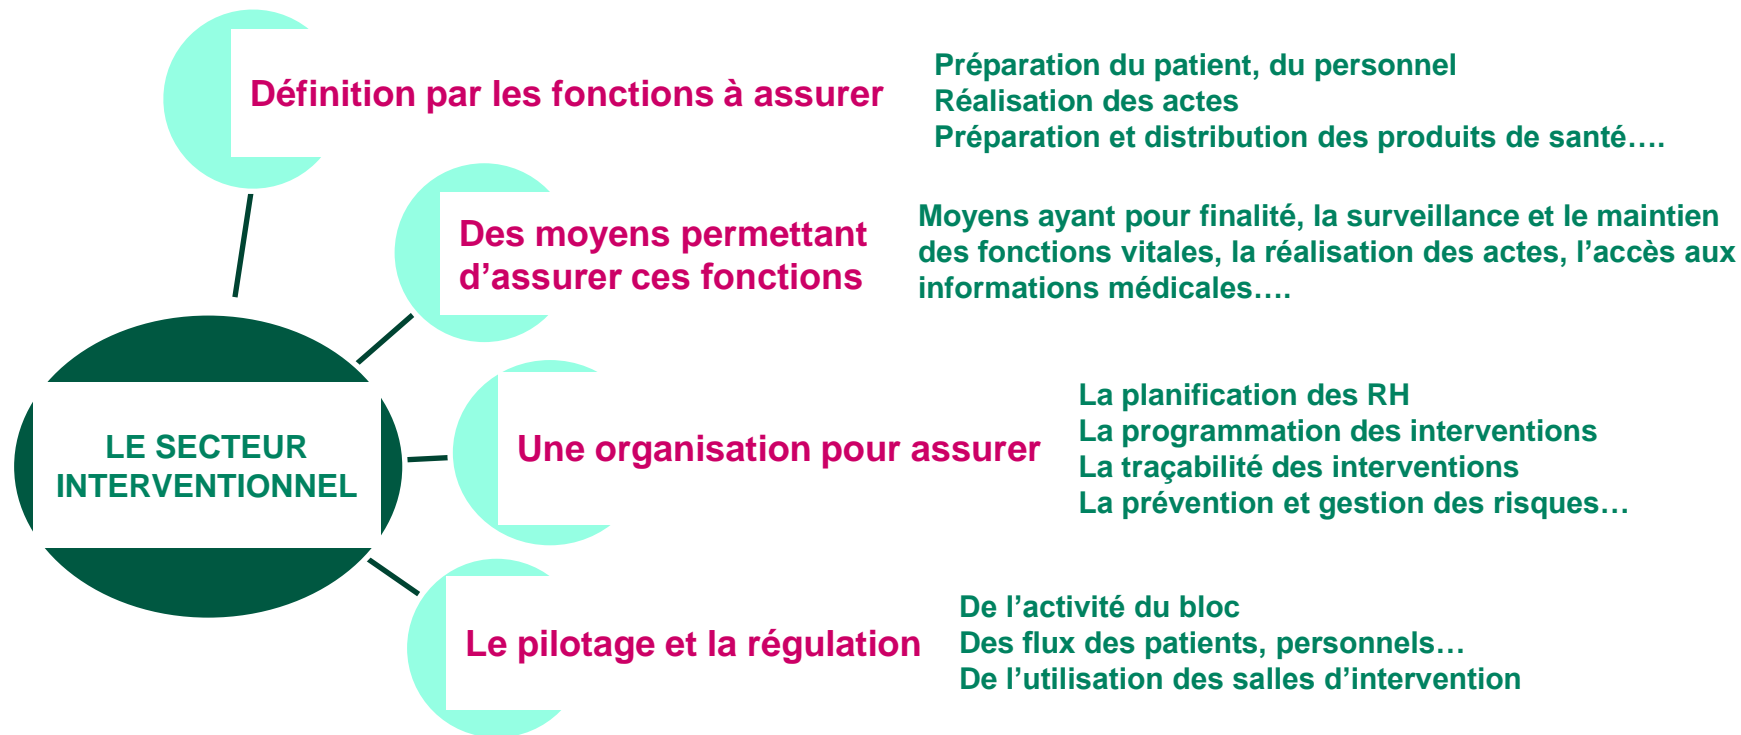 Définition par les fonctions à assurer
Préparation du patient, du personnel
Réalisation des actes
Préparation et distribution des produits de santé….
Des moyens permettant
d’assurer ces fonctions
Moyens ayant pour finalité, la surveillance et le maintien
des fonctions vitales, la réalisation des actes, l’accès aux
informations médicales….
LE SECTEUR
INTERVENTIONNEL
Une organisation pour assurer
La planification des RH
La programmation des interventions
La traçabilité des interventions
La prévention et gestion des risques…
Le pilotage et la régulation
De l’activité du bloc
Des flux des patients, personnels…
De l’utilisation des salles d’intervention